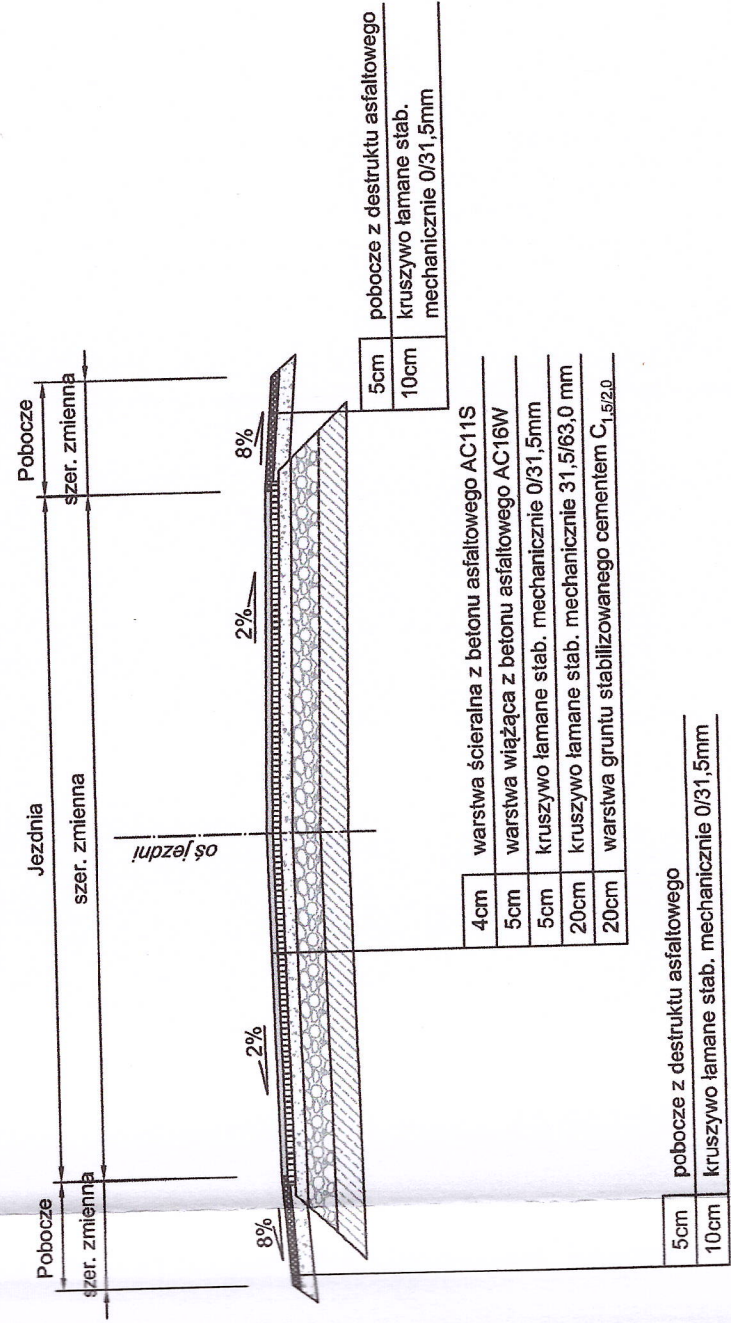 Jezdnia
Pobocze
Pobocze
szer. zmienna
szer. zmienna
szer. zmienna
8%
2%
2%
8%
oś jezdni
5cm pobocze z destruktu asfaltowego
10cm kruszywo łamane stab.
mechanicznie 0/31,5mm
4cm warstwa ścieralna z betonu asfaltowego AC11S
5cm warstwa wiążąca z betonu asfaltowego AC16W
5cm kruszywo łamane stab. mechanicznie 0/31,5mm
20cm kruszywo łamane stab. mechanicznie 31,5/63,0 mm
20cm warstwa gruntu stabilizowanego cementem C1,5/2,0
5cm pobocze z destruktu asfaltowego
10cm kruszywo łamane stab. mechanicznie 0/31,5mm